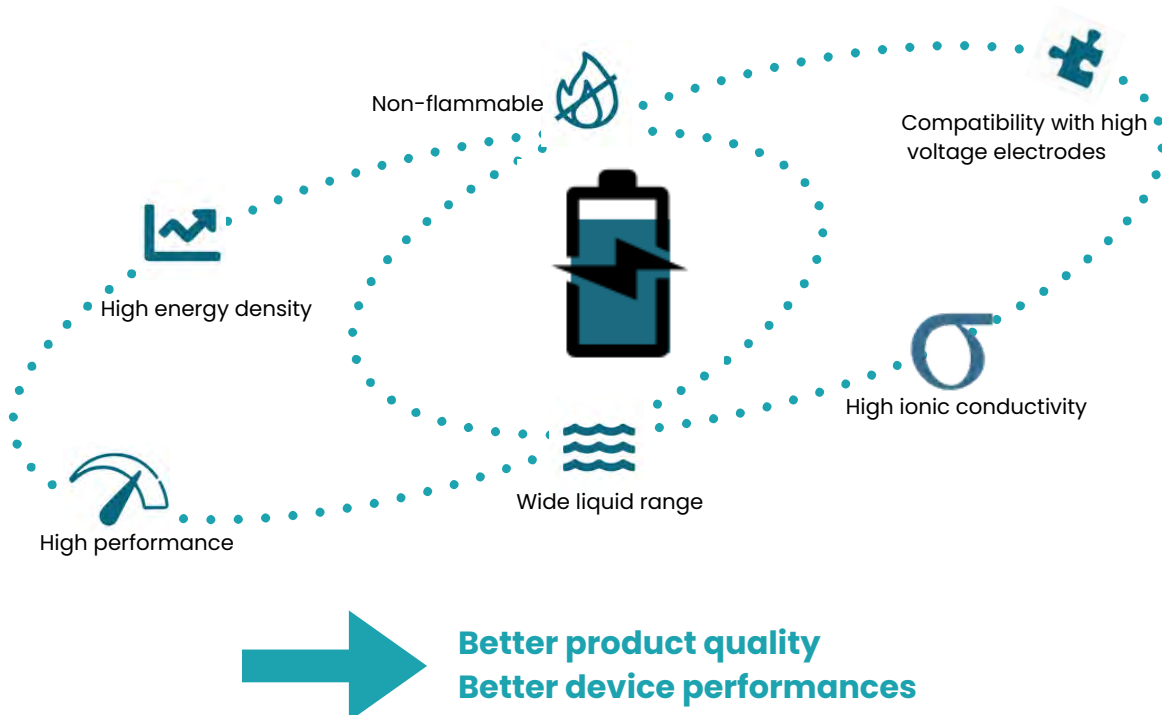 Non-flammable
Compatibility with high
voltage electrodes
High energy density
σ
High ionic conductivity
Wide liquid range
High performance
Better product quality
Better device performances